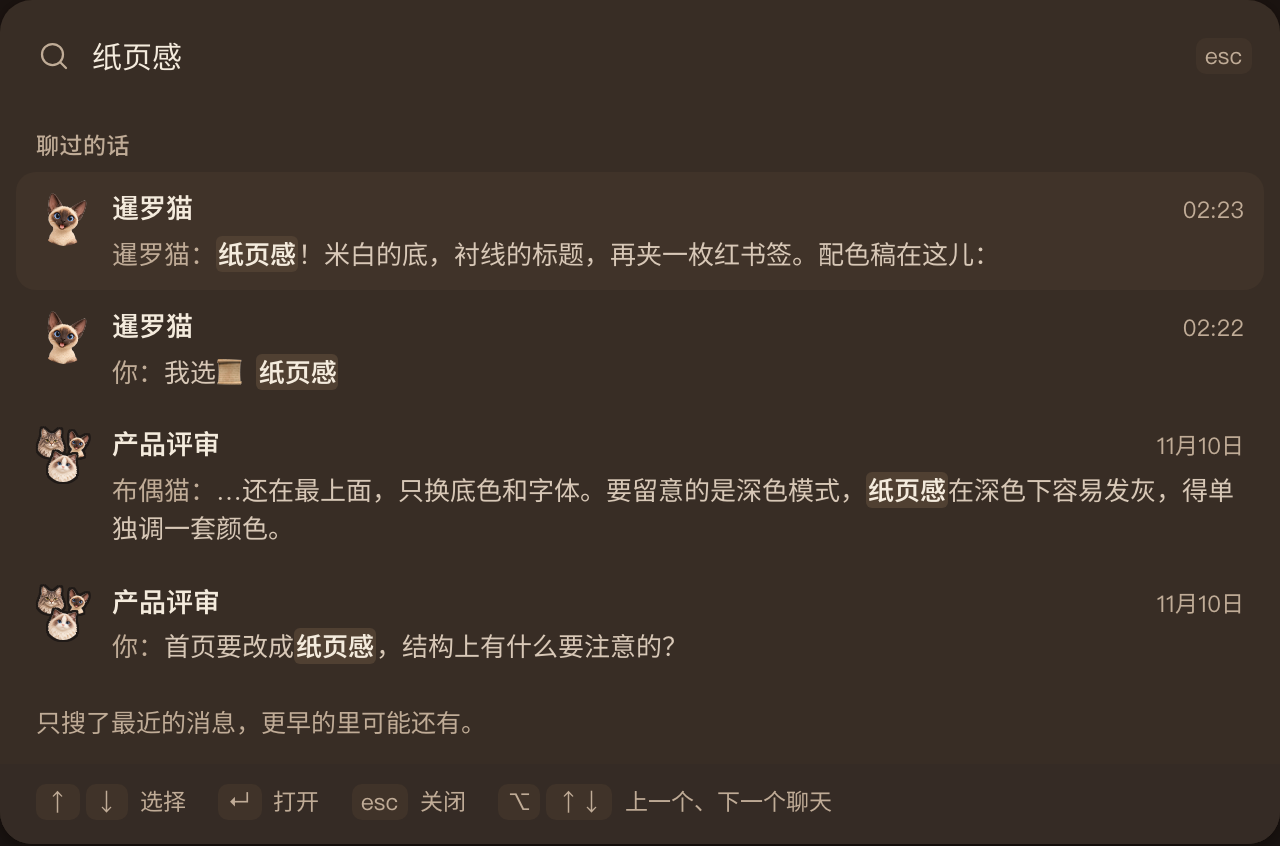 纸页感
esc
聊过的话
暹罗猫
02:23
暹罗猫：纸页感！米白的底，衬线的标题，再夹一枚红书签。配色稿在这儿：
暹罗猫
02:22
你：我选📜 纸页感
产品评审
11月10日
布偶猫：…还在最上面，只换底色和字体。要留意的是深色模式，纸页感在深色下容易发灰，得单
独调一套颜色。
产品评审
11月10日
你：首页要改成纸页感，结构上有什么要注意的？
只搜了最近的消息，更早的里可能还有。
↑ ↓ 选择 ↵ 打开 esc 关闭 ⌥ ↑↓ 上一个、下一个聊天